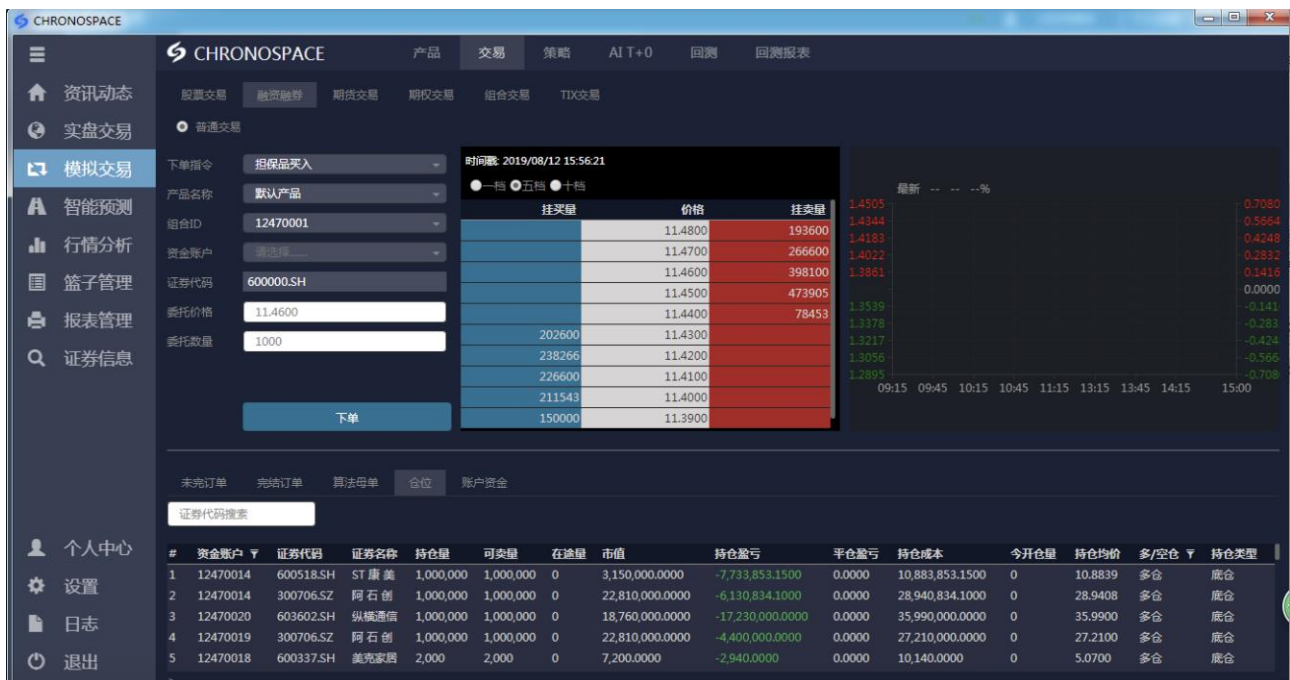 CHRONOSPACE
CHRONOSPACE 产品 交易 策略 AI T+0 回测 回测报表
资讯动态
实盘交易
模拟交易
智能预测
行情分析
篮子管理
报表管理
证券信息
个人中心
设置
日志
退出
股票交易 融资融券 期货交易 期权交易 组合交易 TIX交易
普通交易
下单指令 担保品买入
产品名称 默认产品
组合ID 12470001
资金账户 请选择......
证券代码 600000.SH
委托价格 11.4600
委托数量 1000
下单
时间戳: 2019/08/12 15:56:21
一档 五档 十档
挂买量 价格 挂卖量
11.4800 193600
11.4700 266600
11.4600 398100
11.4500 473905
11.4400 78453
202600 11.4300
238266 11.4200
226600 11.4100
211543 11.4000
150000 11.3900
最新 -- -- --%
1.4505 0.7080
1.4344 0.5664
1.4183 0.4248
1.4022 0.2832
1.3861 0.1416
0.0000
1.3539 -0.141
1.3378 -0.283
1.3217 -0.424
1.3056 -0.566
1.2895 -0.708
09:15 09:45 10:15 10:45 11:15 13:15 13:45 14:15 15:00
未完订单 完结订单 算法母单 仓位 账户资金
证券代码搜索
# 资金账户 证券代码 证券名称 持仓量 可卖量 在途量 市值 持仓盈亏 平仓盈亏 持仓成本 今开仓量 持仓均价 多/空仓 持仓类型
1 12470014 600518.SH ST 康 美 1,000,000 1,000,000 0 3,150,000.0000 -7,733,853.1500 0.0000 10,883,853.1500 0 10.8839 多仓 底仓
2 12470014 300706.SZ 阿 石 创 1,000,000 1,000,000 0 22,810,000.0000 -6,130,834.1000 0.0000 28,940,834.1000 0 28.9408 多仓 底仓
3 12470020 603602.SH 纵横通信 1,000,000 1,000,000 0 18,760,000.0000 -17,230,000.0000 0.0000 35,990,000.0000 0 35.9900 多仓 底仓
4 12470019 300706.SZ 阿 石 创 1,000,000 1,000,000 0 22,810,000.0000 -4,400,000.0000 0.0000 27,210,000.0000 0 27.2100 多仓 底仓
5 12470018 600337.SH 美克家居 2,000 2,000 0 7,200.0000 -2,940.0000 0.0000 10,140.0000 0 5.0700 多仓 底仓